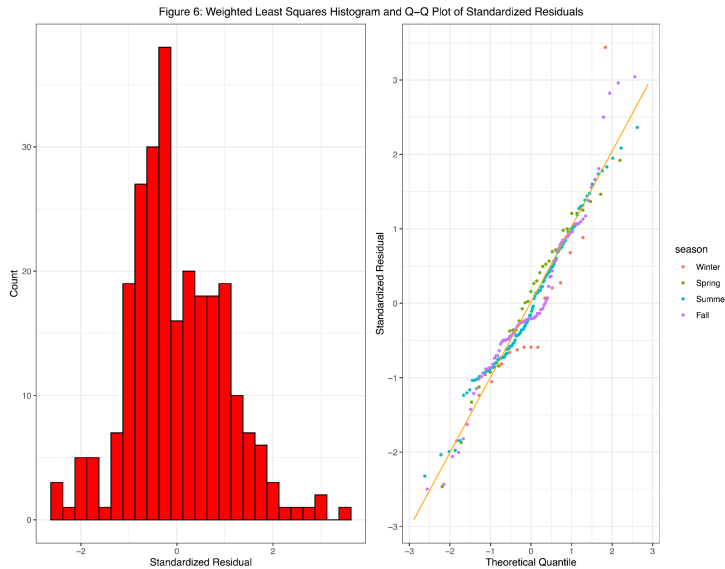 Figure 6: Weighted Least Squares Histogram and Q−Q Plot of Standardized Residuals
Count
30
20
10
0
−2
0
2
Standardized Residual
Standardized Residual
3
2
1
0
−1
−2
−3
−3
−2
−1
0
1
2
3
Theoretical Quantile
season
Winter
Spring
Summe
Fall